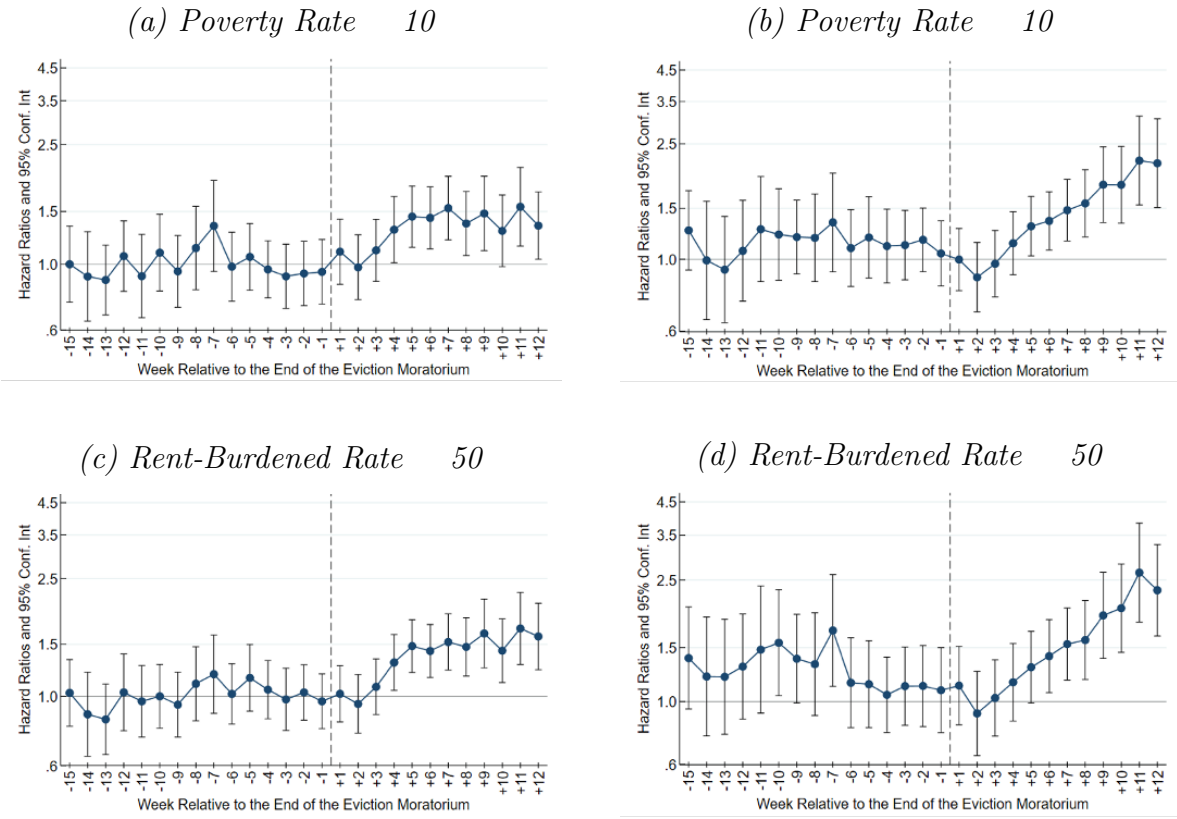 (a) Poverty Rate 10
(b) Poverty Rate 10
Hazard Ratios and 95% Conf. Int
4.5
3.5
2.5
1.5
1.0
.6
-15 -14 -13 -12 -11 -10 -9 -8 -7 -6 -5 -4 -3 -2 -1 +1 +2 +3 +4 +5 +6 +7 +8 +9 +10 +11 +12
Week Relative to the End of the Eviction Moratorium
Hazard Ratios and 95% Conf. Int
4.5
3.5
2.5
1.5
1.0
.6
-15 -14 -13 -12 -11 -10 -9 -8 -7 -6 -5 -4 -3 -2 -1 +1 +2 +3 +4 +5 +6 +7 +8 +9 +10 +11 +12
Week Relative to the End of the Eviction Moratorium
(c) Rent-Burdened Rate 50
(d) Rent-Burdened Rate 50
Hazard Ratios and 95% Conf. Int
4.5
3.5
2.5
1.5
1.0
.6
-15 -14 -13 -12 -11 -10 -9 -8 -7 -6 -5 -4 -3 -2 -1 +1 +2 +3 +4 +5 +6 +7 +8 +9 +10 +11 +12
Week Relative to the End of the Eviction Moratorium
Hazard Ratios and 95% Conf. Int
4.5
3.5
2.5
1.5
1.0
.6
-15 -14 -13 -12 -11 -10 -9 -8 -7 -6 -5 -4 -3 -2 -1 +1 +2 +3 +4 +5 +6 +7 +8 +9 +10 +11 +12
Week Relative to the End of the Eviction Moratorium